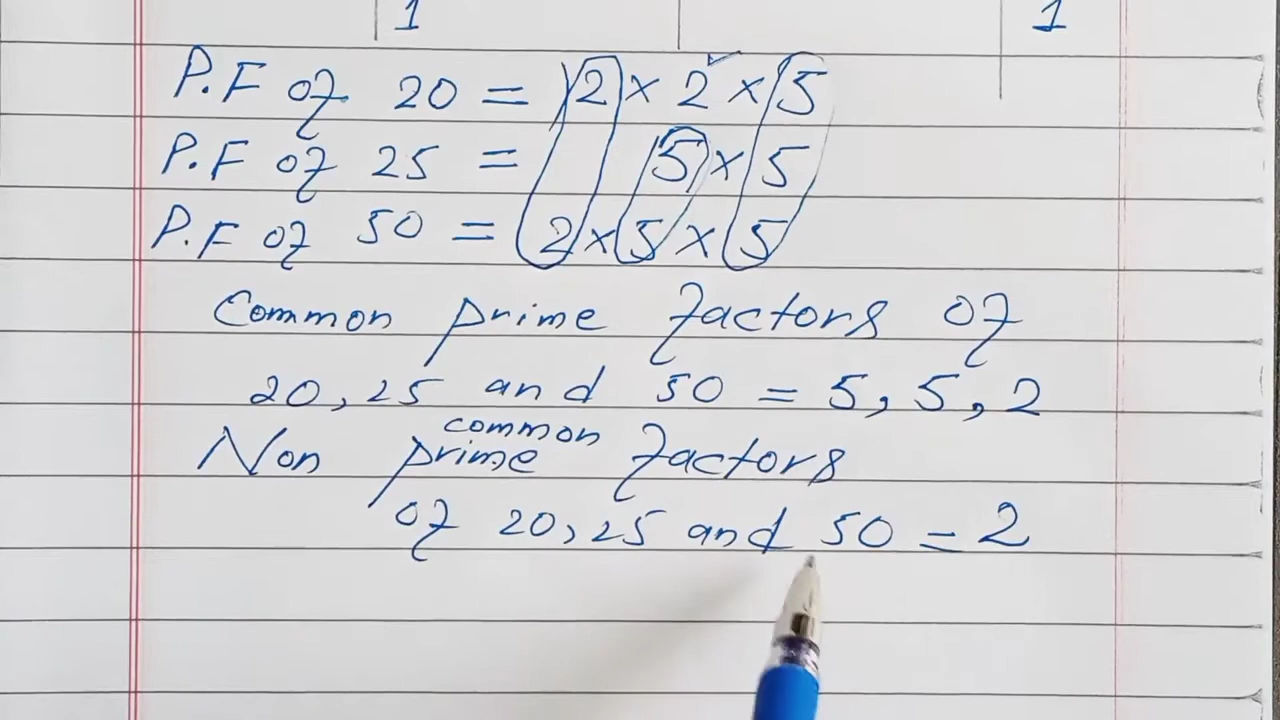 1 1
P.F of 20 = 2 × 2 × 5
P.F of 25 = 5 × 5
P.F of 50 = 2 × 5 × 5
Common prime factors of
20, 25 and 50 = 5, 5, 2
common
Non prime factors
of 20, 25 and 50 = 2